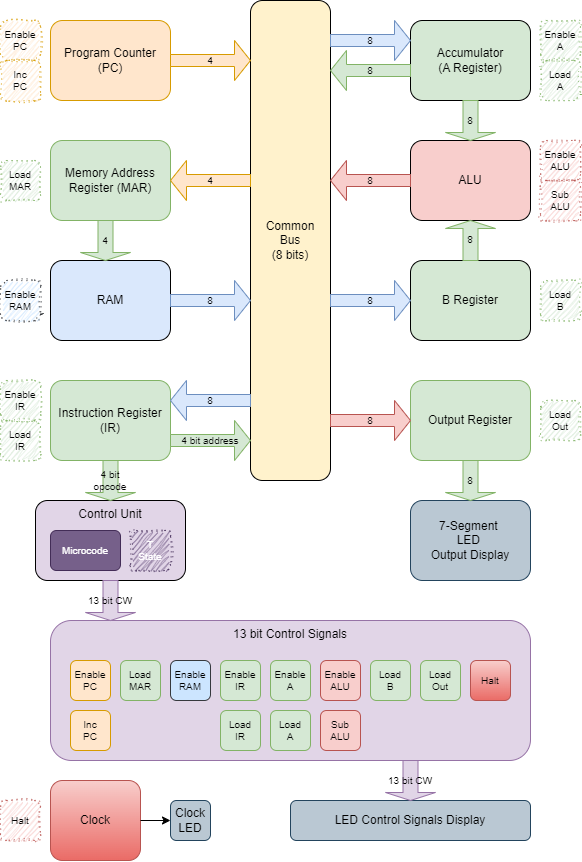 Enable
PC
Inc
PC
Program Counter
(PC)
4
8
8
Accumulator
(A Register)
Enable
A
Load
A
8
Load
MAR
Memory Address
Register (MAR)
4
Common
Bus
(8 bits)
8
ALU
Enable
ALU
Sub
ALU
4
8
Enable
RAM
RAM
8
8
B Register
Load
B
Enable
IR
Load
IR
Instruction Register
(IR)
8
4 bit address
8
Output Register
Load
Out
4 bit
opcode
8
Control Unit
Microcode
T
State
7-Segment
LED
Output Display
13 bit CW
13 bit Control Signals
Enable
PC
Load
MAR
Enable
RAM
Enable
IR
Enable
A
Enable
ALU
Load
B
Load
Out
Halt
Inc
PC
Load
IR
Load
A
Sub
ALU
13 bit CW
Halt
Clock
Clock
LED
LED Control Signals Display